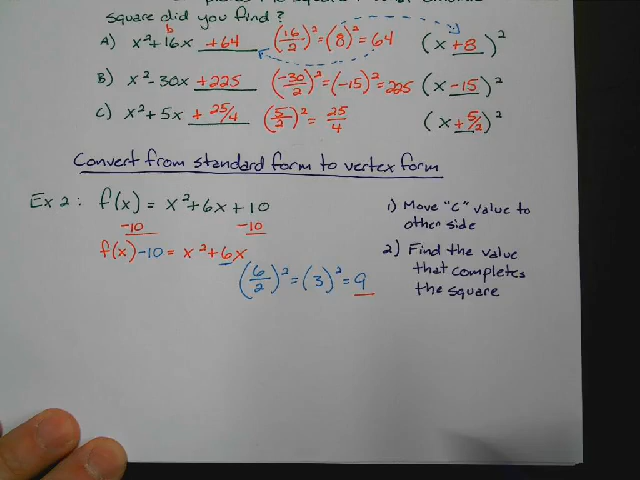 square did you find?
b
A) x²+16x +64 (16/2)²=(8)²=64 (x +8)²
B) x²-30x +225 (-30/2)²=(-15)²=225 (x -15)²
C) x²+5x + 25/4 (5/2)²= 25/4 (x +5/2)²
Convert from standard form to vertex form
Ex 2: f(x) = x²+6x+10
-10 -10
f(x)-10 = x²+6x
(6/2)²=(3)²=9
1) Move "C" value to
other side
2) Find the value
that completes
the square